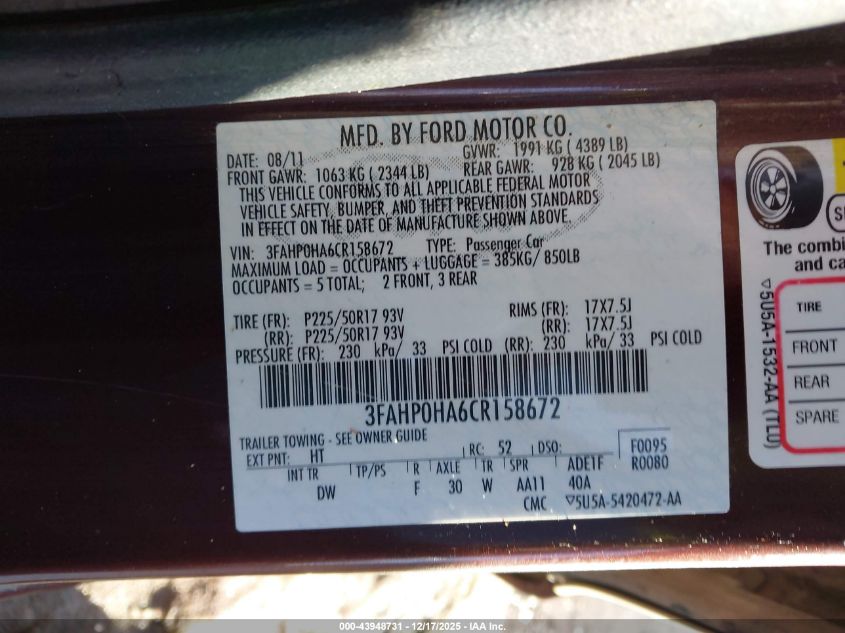 MFD. BY FORD MOTOR CO.
DATE: 08/11 GVWR: 1991 KG ( 4389 LB)
FRONT GAWR: 1063 KG ( 2344 LB) REAR GAWR: 928 KG ( 2045 LB)
THIS VEHICLE CONFORMS TO ALL APPLICABLE FEDERAL MOTOR
VEHICLE SAFETY, BUMPER, AND THEFT PREVENTION STANDARDS
IN EFFECT ON THE DATE OF MANUFACTURE SHOWN ABOVE.
VIN: 3FAHP0HA6CR158672 TYPE: Passenger Car
MAXIMUM LOAD = OCCUPANTS + LUGGAGE = 385KG/ 850LB
OCCUPANTS = 5 TOTAL; 2 FRONT, 3 REAR
TIRE (FR): P225/50R17 93V RIMS (FR): 17X7.5J
(RR): P225/50R17 93V (RR): 17X7.5J
PRESSURE (FR): 230 kPa/ 33 PSI COLD (RR): 230 kPa/ 33 PSI COLD
3FAHP0HA6CR158672
TRAILER TOWING - SEE OWNER GUIDE
EXT PNT: HT RC: 52 DSO: F0095
INT TR TP/PS R AXLE TR SPR ADE1F R0080
DW F 30 W AA11 40A
CMC ▽5U5A-5420472-AA
The combi
and ca
▽5U5A-1532-AA (TL0)
TIRE
FRONT
REAR
SPARE
000-43948731 - 12/17/2025 - IAA Inc.